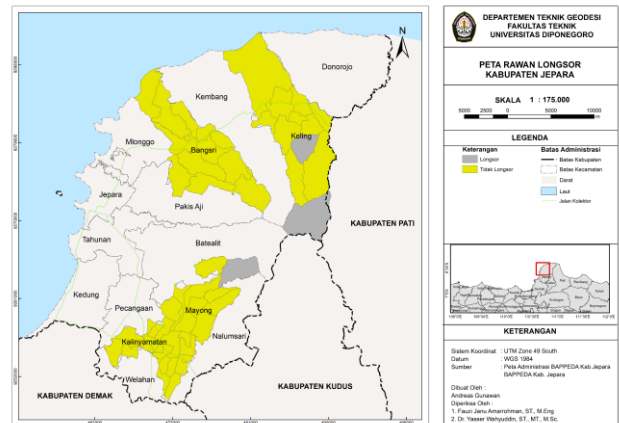 N
Donorojo
Kembang
Keling
Mlonggo
Bangsri
Jepara
Pakis Aji
KABUPATEN PATI
Tahunan
Batealit
Kedung
Pecangaan
Mayong
Nalumsari
Kalinyamatan
Welahan
KABUPATEN DEMAK
KABUPATEN KUDUS
DEPARTEMEN TEKNIK GEODESI
FAKULTAS TEKNIK
UNIVERSITAS DIPONEGORO
PETA RAWAN LONGSOR
KABUPATEN JEPARA
SKALA 1 : 175.000
5000 2500 0 5000 10000
m
LEGENDA
Keterangan
Longsor
Tidak Longsor
Batas Administrasi
Batas Kabupaten
Batas Kecamatan
Darat
Laut
Jalan Kolektor
KETERANGAN
Sistem Koordinat : UTM Zone 49 South
Datum : WGS 1984
Sumber : Peta Administrasi BAPPEDA Kab.Jepara
BAPPEDA Kab. Jepara
Dibuat Oleh :
Andreas Gunawan
Diperiksa Oleh :
1. Fauzi Janu Amarrohman, ST., M.Eng
2. Dr. Yasser Wahyuddin, ST., MT., M.Sc.